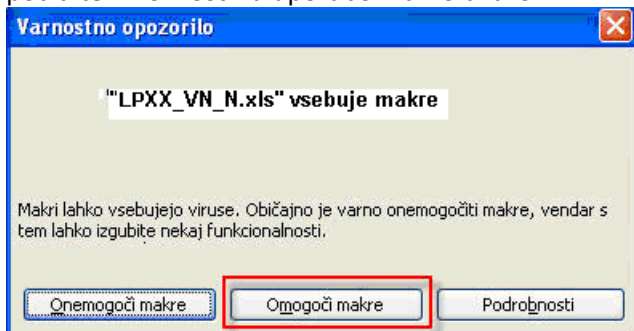 Varnostno opozorilo
"LPXX_VN_N.xls" vsebuje makre
Makri lahko vsebujejo viruse. Običajno je varno onemogočiti makre, vendar s
tem lahko izgubite nekaj funkcionalnosti.
Onemogoči makre
Omogoči makre
Podrobnosti